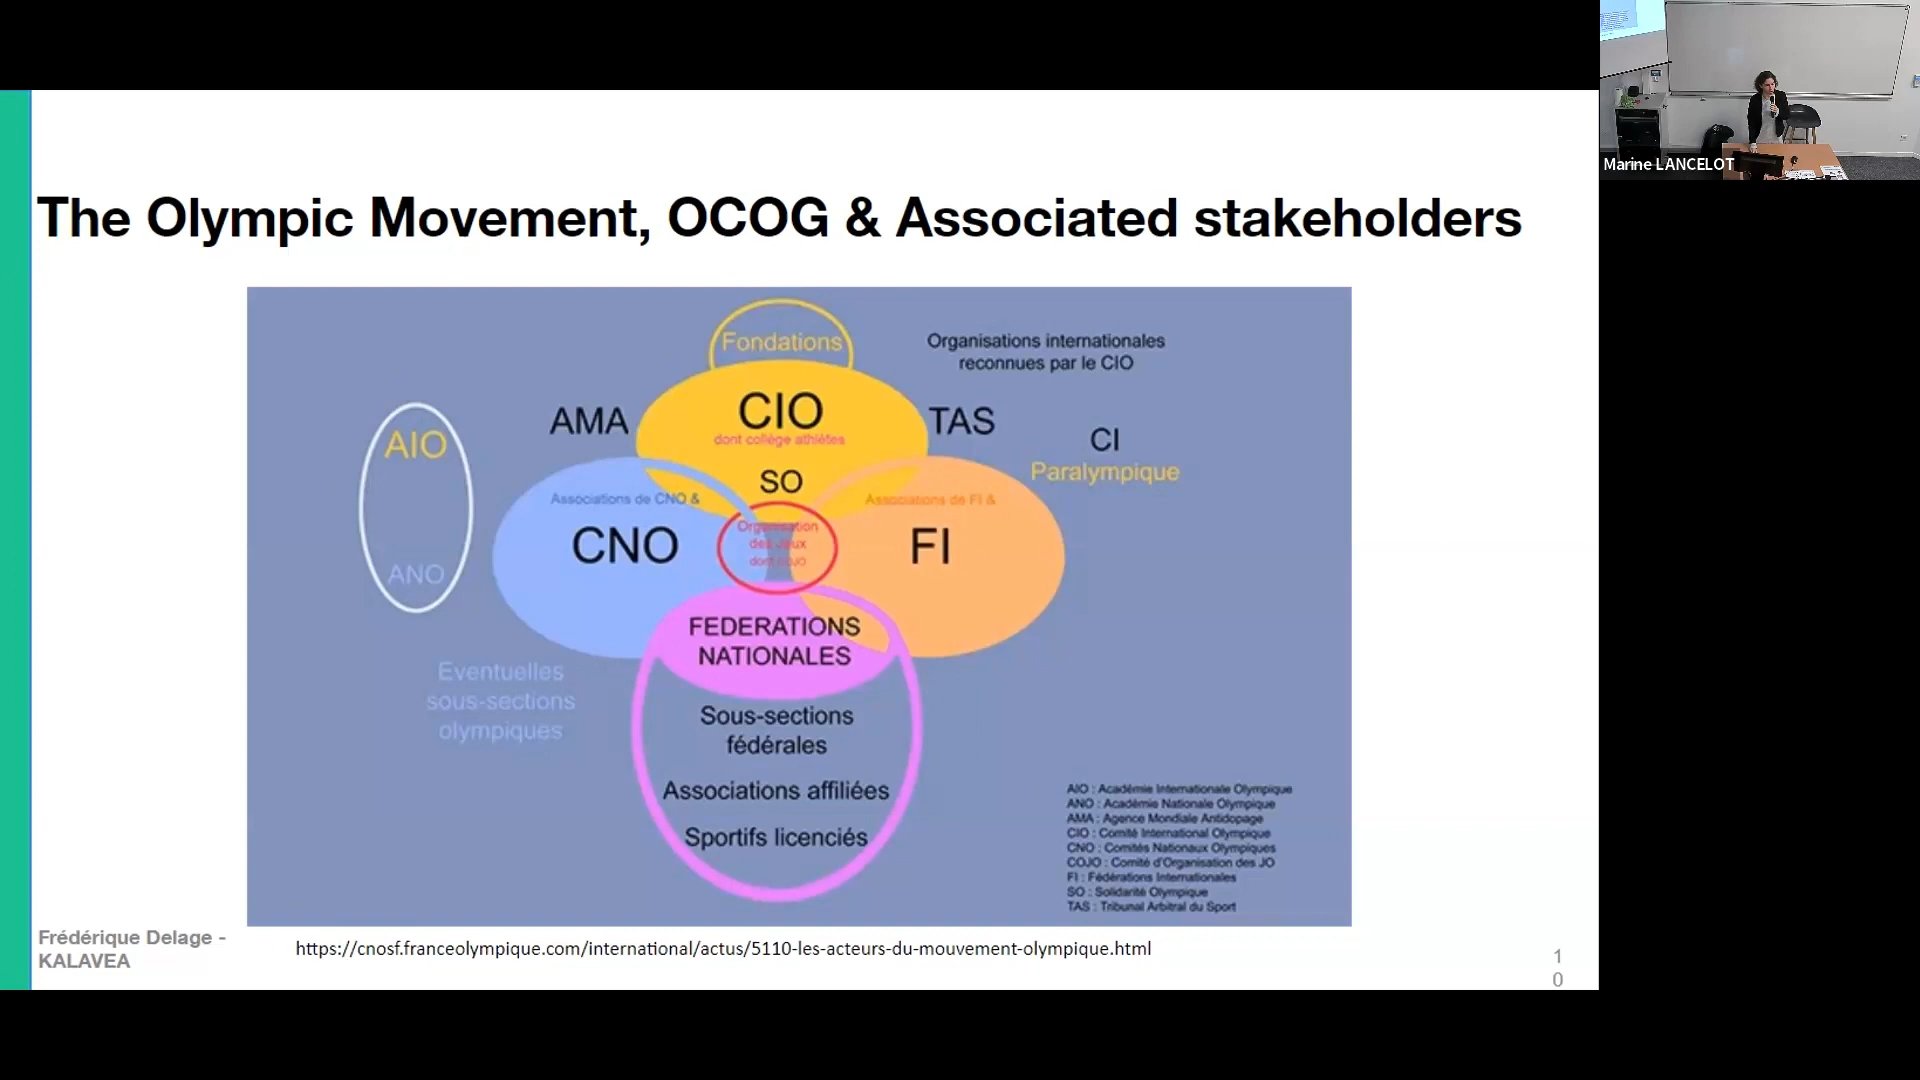 Marine LANCELOT
The Olympic Movement, OCOG & Associated stakeholders
Fondations
Organisations internationales
reconnues par le CIO
CIO
dont collège athlètes
AMA
TAS
AIO
CI
Paralympique
SO
Associations de CNO &
Associations de FI &
CNO
Organisation
des Jeux
dont COJO
FI
ANO
FEDERATIONS
NATIONALES
Eventuelles
sous-sections
olympiques
Sous-sections
fédérales
Associations affiliées
Sportifs licenciés
AIO : Académie Internationale Olympique
ANO : Académie Nationale Olympique
AMA : Agence Mondiale Antidopage
CIO : Comité International Olympique
CNO : Comités Nationaux Olympiques
COJO : Comité d'Organisation des JO
FI : Fédérations Internationales
SO : Solidarité Olympique
TAS : Tribunal Arbitral du Sport
Frédérique Delage -
KALAVEA
https://cnosf.franceolympique.com/international/actus/5110-les-acteurs-du-mouvement-olympique.html
1
0